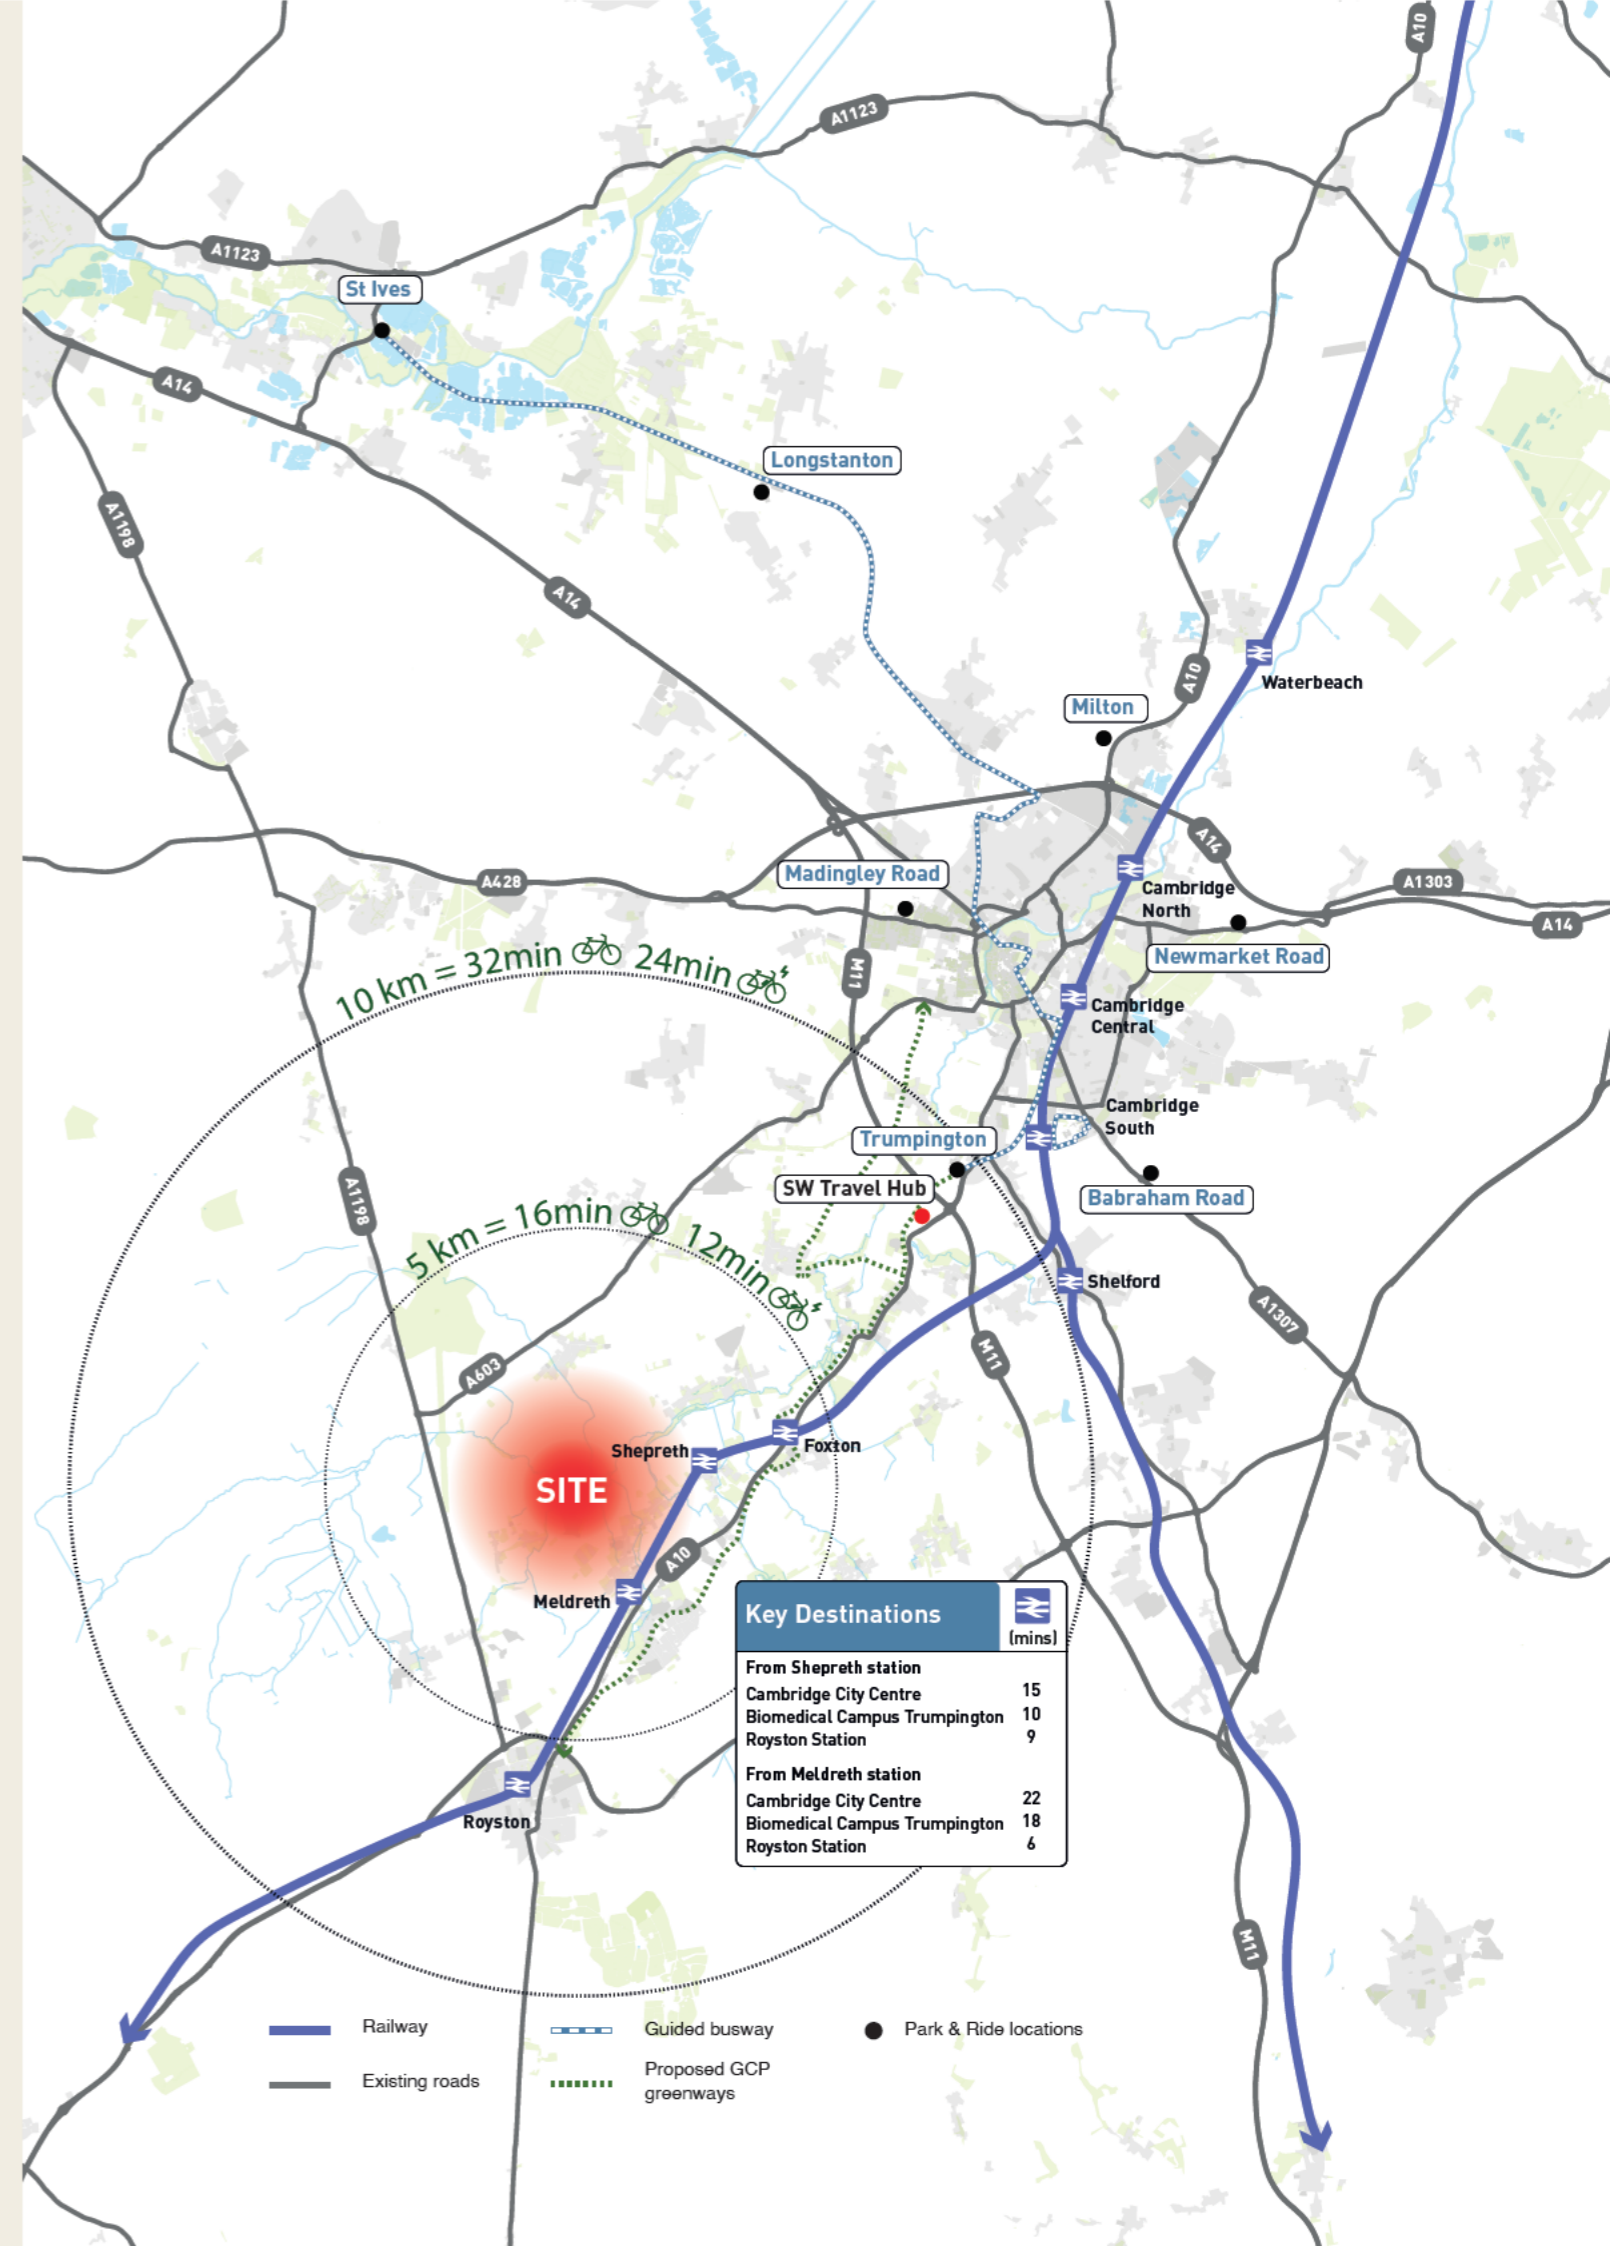 A10
A1123
A1123
St Ives
A14
Longstanton
A1198
A14
A10
Waterbeach
Milton
A14
Madingley Road
A428
A1303
Cambridge
North
A14
Newmarket Road
10 km = 32min 24min
M11
Cambridge
Central
Cambridge
South
Trumpington
SW Travel Hub
Babraham Road
A1198
5 km = 16min 12min
Shelford
A1307
M11
A603
Shepreth
Foxton
SITE
A10
Meldreth
Key Destinations
(mins)
From Shepreth station
Cambridge City Centre 15
Biomedical Campus Trumpington 10
Royston Station 9
From Meldreth station
Cambridge City Centre 22
Biomedical Campus Trumpington 18
Royston Station 6
Royston
M11
Railway
Guided busway
Park & Ride locations
Existing roads
Proposed GCP
greenways